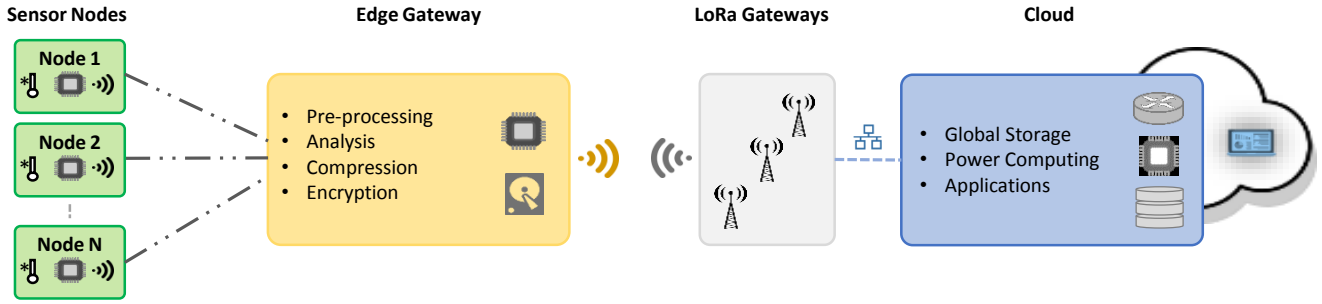 Sensor Nodes
Edge Gateway
LoRa Gateways
Cloud
Node 1
Node 2
Node N
• Pre-processing
• Analysis
• Compression
• Encryption
• Global Storage
• Power Computing
• Applications